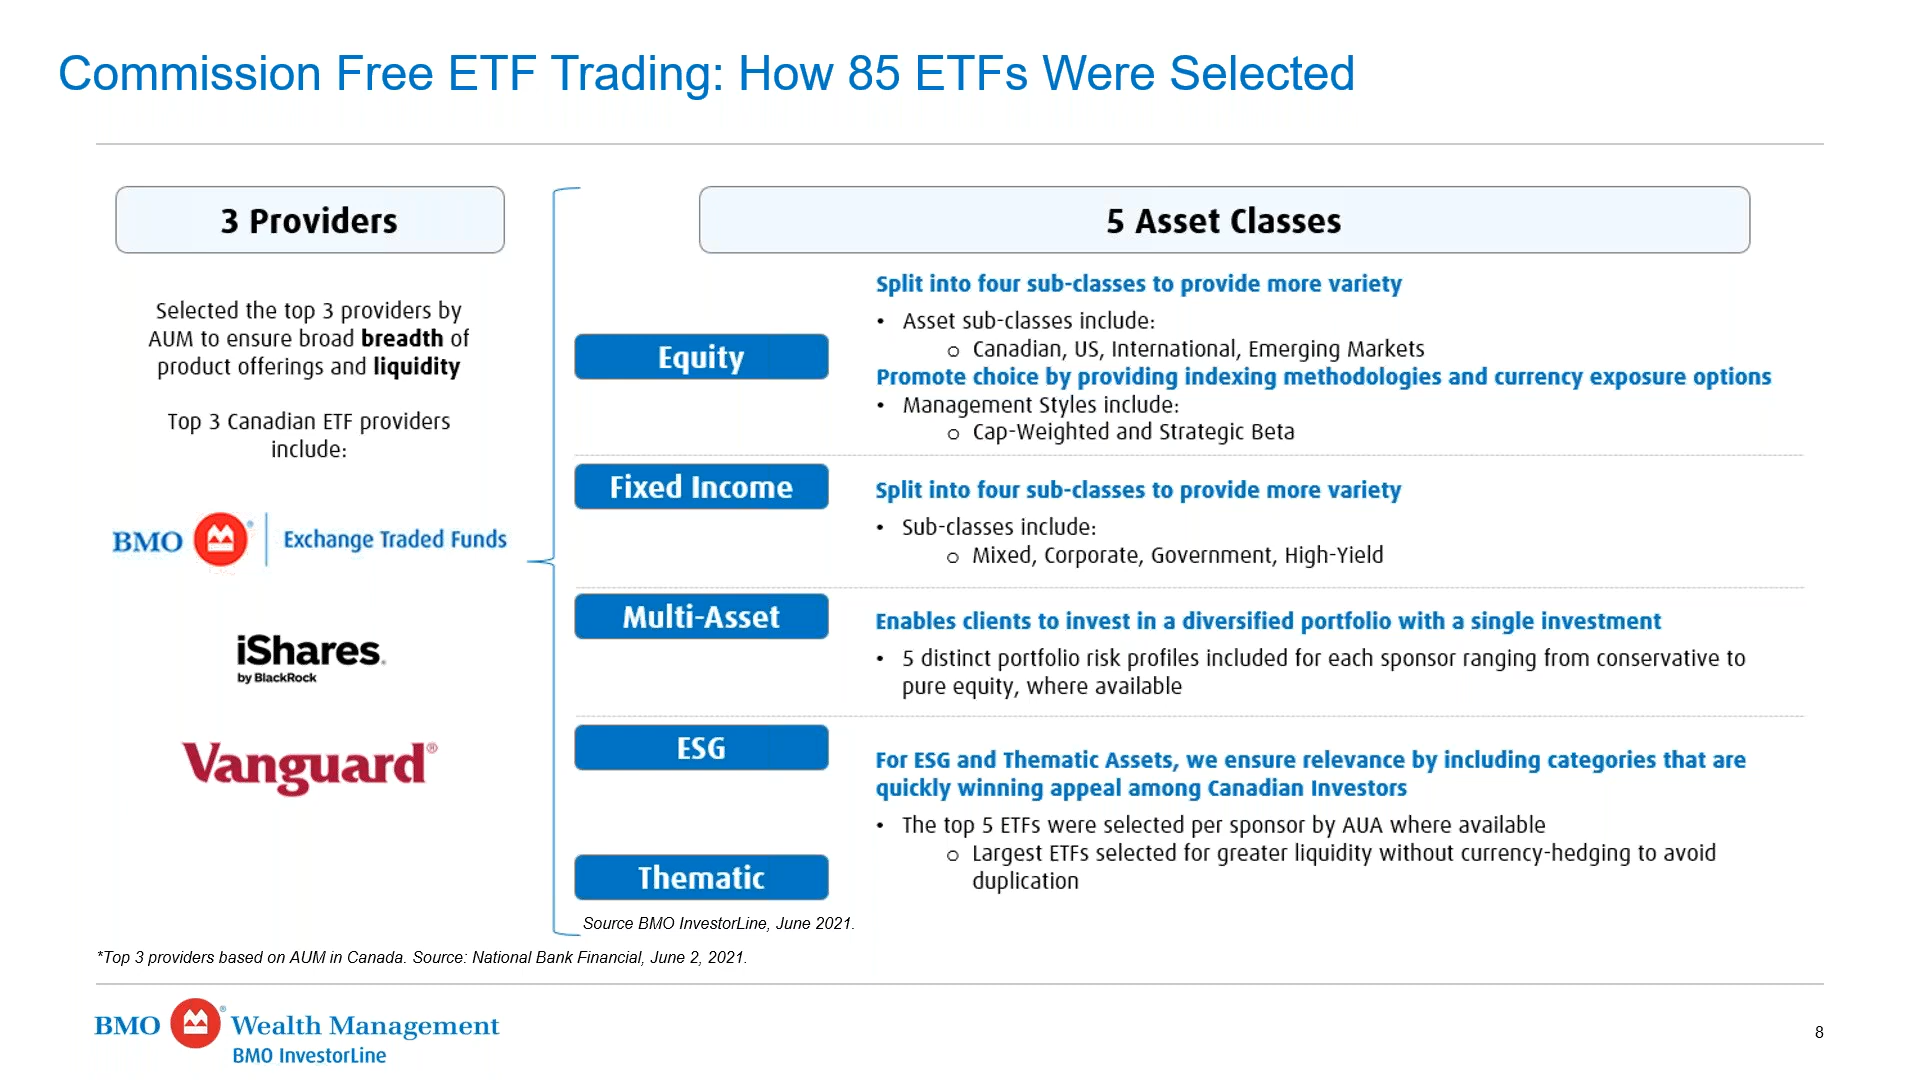 Commission Free ETF Trading: How 85 ETFs Were Selected
3 Providers
Selected the top 3 providers by
AUM to ensure broad breadth of
product offerings and liquidity
Top 3 Canadian ETF providers
include:
BMO ® Exchange Traded Funds
iShares®
by BlackRock
Vanguard®
5 Asset Classes
Equity
Split into four sub-classes to provide more variety
• Asset sub-classes include:
o Canadian, US, International, Emerging Markets
Promote choice by providing indexing methodologies and currency exposure options
• Management Styles include:
o Cap-Weighted and Strategic Beta
Fixed Income
Split into four sub-classes to provide more variety
• Sub-classes include:
o Mixed, Corporate, Government, High-Yield
Multi-Asset
Enables clients to invest in a diversified portfolio with a single investment
• 5 distinct portfolio risk profiles included for each sponsor ranging from conservative to
pure equity, where available
ESG
Thematic
For ESG and Thematic Assets, we ensure relevance by including categories that are
quickly winning appeal among Canadian Investors
• The top 5 ETFs were selected per sponsor by AUA where available
o Largest ETFs selected for greater liquidity without currency-hedging to avoid
duplication
Source BMO InvestorLine, June 2021.
*Top 3 providers based on AUM in Canada. Source: National Bank Financial, June 2, 2021.
BMO ® Wealth Management
BMO InvestorLine
8